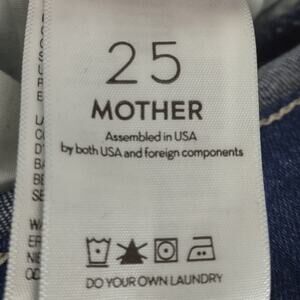 25
MOTHER
Assembled in USA
by both USA and foreign components
DO YOUR OWN LAUNDRY